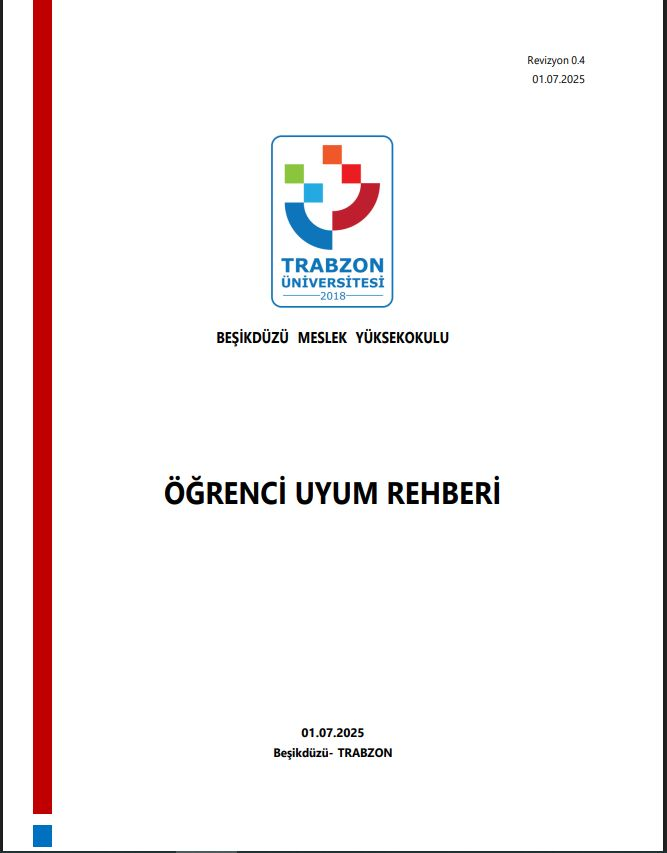 Revizyon 0.4
01.07.2025
TRABZON
ÜNİVERSİTESİ
2018
BEŞİKDÜZÜ MESLEK YÜKSEKOKULU
ÖĞRENCİ UYUM REHBERİ
01.07.2025
Beşikdüzü- TRABZON